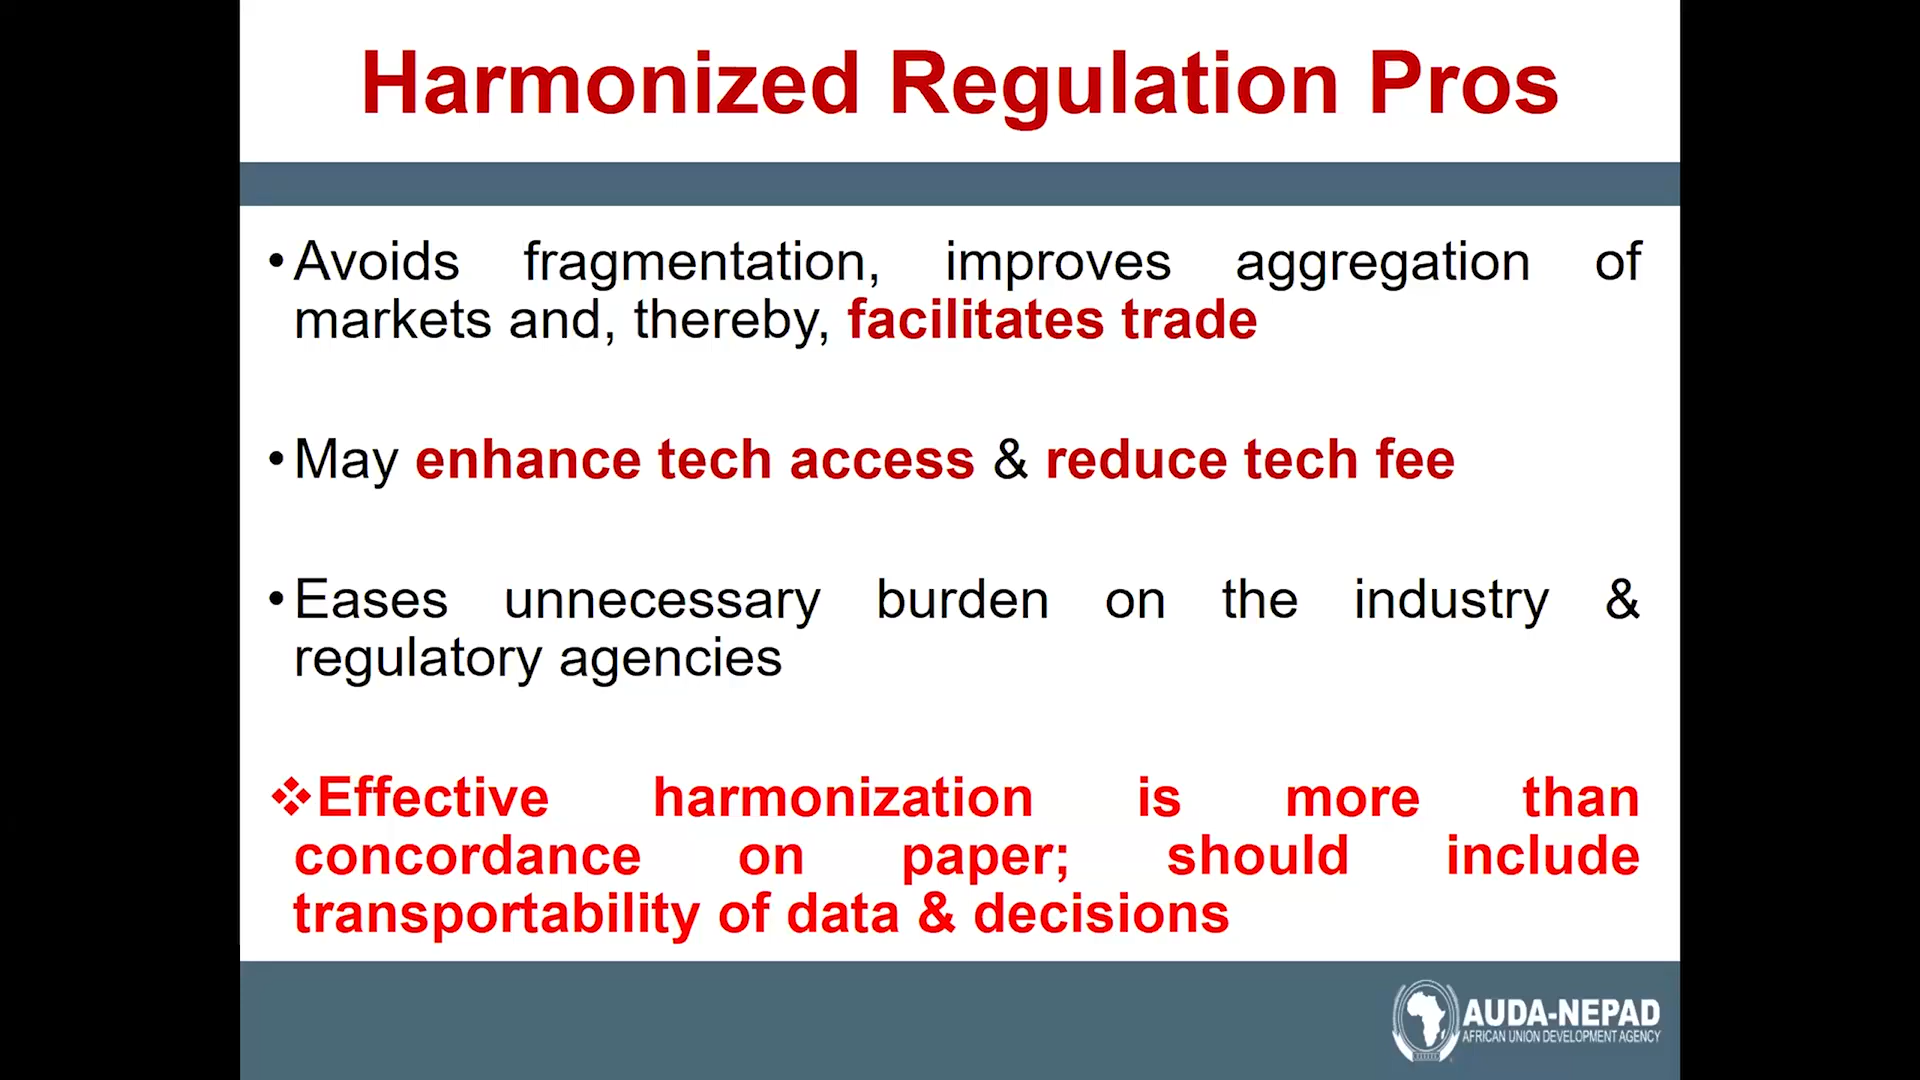 Harmonized Regulation Pros
•Avoids fragmentation, improves aggregation of
markets and, thereby, facilitates trade
•May enhance tech access & reduce tech fee
•Eases unnecessary burden on the industry &
regulatory agencies
❖Effective harmonization is more than
concordance on paper; should include
transportability of data & decisions
AUDA-NEPAD
AFRICAN UNION DEVELOPMENT AGENCY